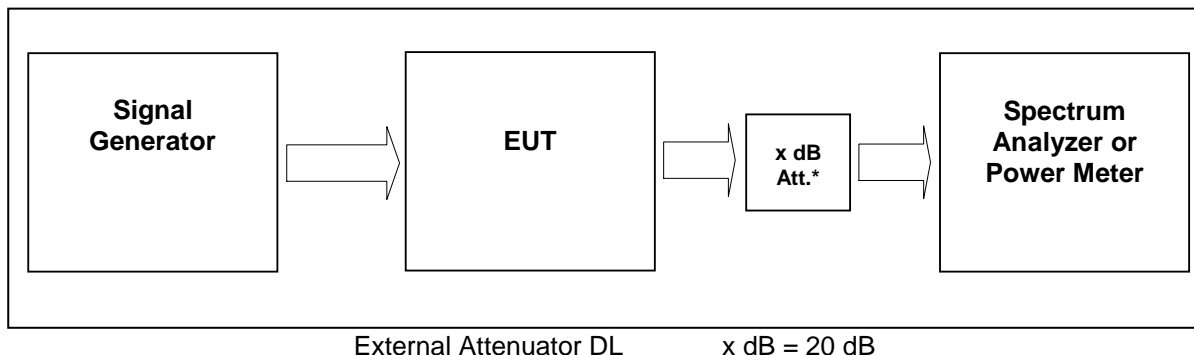 Signal
Generator
EUT
x dB
Att.*
Spectrum
Analyzer or
Power Meter
External Attenuator DL x dB = 20 dB